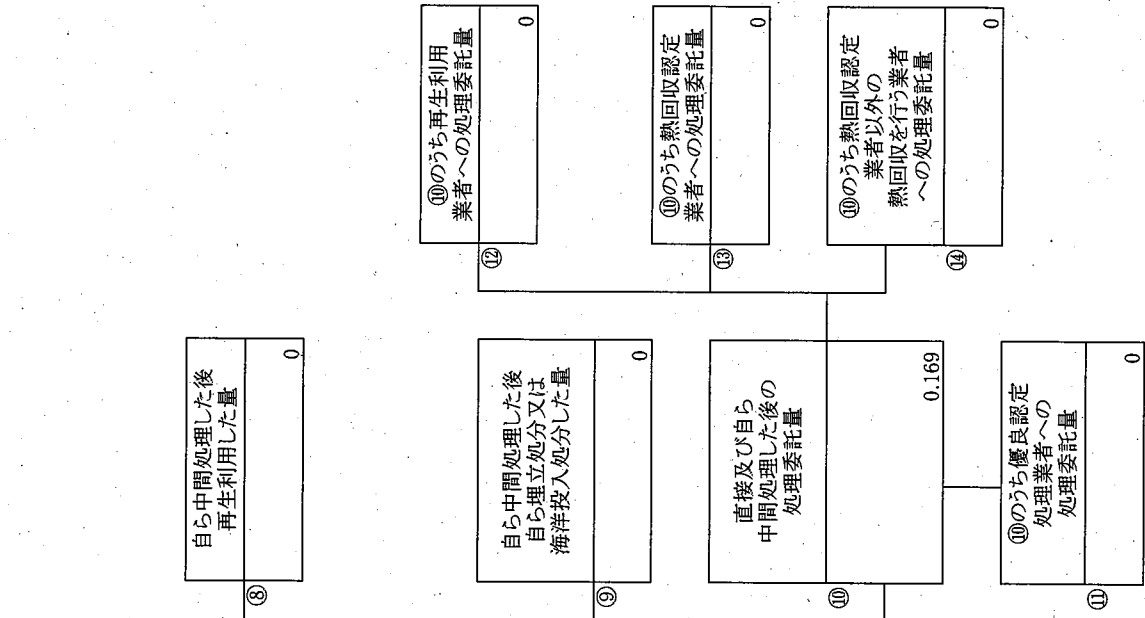 ⑧
自ら中間処理した後
再生利用した量
0
⑨
自ら中間処理した後
自ら埋立処分又は
海洋投入処分した量
0
⑩
直接及び自ら
中間処理した後の
処理委託量
0.169
⑪
⑩のうち優良認定
処理業者への
処理委託量
0
⑫
⑩のうち再生利用
業者への処理委託量
0
⑬
⑩のうち熱回収認定
業者への処理委託量
0
⑭
⑩のうち熱回収認定
業者以外の
熱回収を行う業者
への処理委託量
0